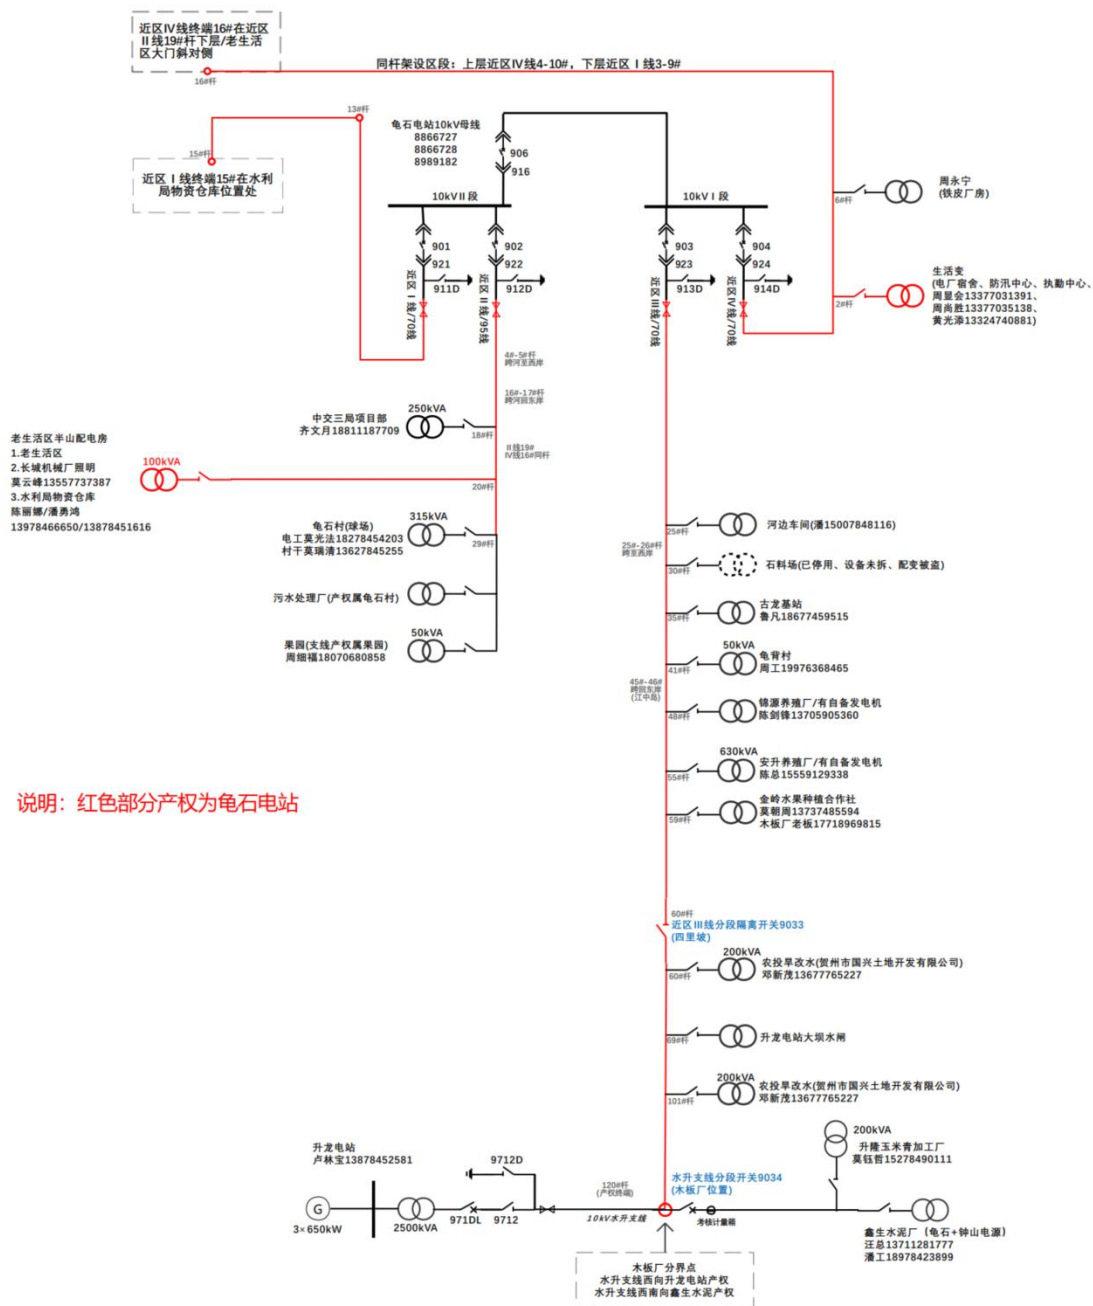 近区IV线终端16#在近区
II线19#杆下层/老生活
区大门斜对侧
16#杆
同杆架设区段：上层近区IV线4-10#，下层近区 I 线3-9#
13#杆
15#杆
近区 I 线终端15#在水利
局物资仓库位置处
龟石电站10kV母线
8866727
8866728
8989182
906
916
10kVII段
10kV I 段
901
921
911D
近区 I 线/70线
902
922
912D
近区 II 线/95线
903
923
913D
近区III线/70线
904
924
914D
近区IV线/70线
6#杆
周永宁
(铁皮厂房)
2#杆
生活变
(电厂宿舍、防汛中心、执勤中心、
周显会13377031391、
周尚胜13377035138、
黄光添13324740881)
4#-5#杆
跨河至西岸
16#-17#杆
跨河回东岸
250kVA
中交三局项目部
齐文月18811187709
18#杆
II线19#
IV线16#同杆
老生活区半山配电房
1.老生活区
2.长城机械厂照明
莫云峰13557737387
3.水利局物资仓库
陈丽娜/潘勇鸿
13978466650/13878451616
100kVA
20#杆
315kVA
龟石村(球场)
电工莫光法18278454203
村干莫瑞清13627845255
29#杆
污水处理厂(产权属龟石村)
50kVA
果园(支线产权属果园)
周细福18070680858
25#杆
河边车间(潘15007848116)
25#-26#杆
跨至西岸
30#杆
石料场(已停用、设备未拆、配变被盗)
35#杆
古龙基站
鲁凡18677459515
50kVA
41#杆
龟背村
周工19976368465
45#-46#
跨回东岸
(江中岛)
48#杆
锦源养殖厂/有自备发电机
陈剑锋13705905360
630kVA
55#杆
安升养殖厂/有自备发电机
陈总15559129338
59#杆
金岭水果种植合作社
莫朝周13737485594
木板厂老板17718969815
说明：红色部分产权为龟石电站
60#杆
近区III线分段隔离开关9033
(四里坡)
200kVA
60#杆
农投旱改水(贺州市国兴土地开发有限公司)
邓新茂13677765227
69#杆
升龙电站大坝水闸
200kVA
101#杆
农投旱改水(贺州市国兴土地开发有限公司)
邓新茂13677765227
200kVA
升隆玉米青加工厂
莫钰哲15278490111
升龙电站
卢林宝13878452581
G
3×650kW
2500kVA
971DL
9712
9712D
120#杆
(产权终端)
10kV水升支线
水升支线分段开关9034
(木板厂位置)
考核计量箱
鑫生水泥厂（龟石+钟山电源）
汪总13711281777
潘工18978423899
木板厂分界点
水升支线西向升龙电站产权
水升支线西南向鑫生水泥产权